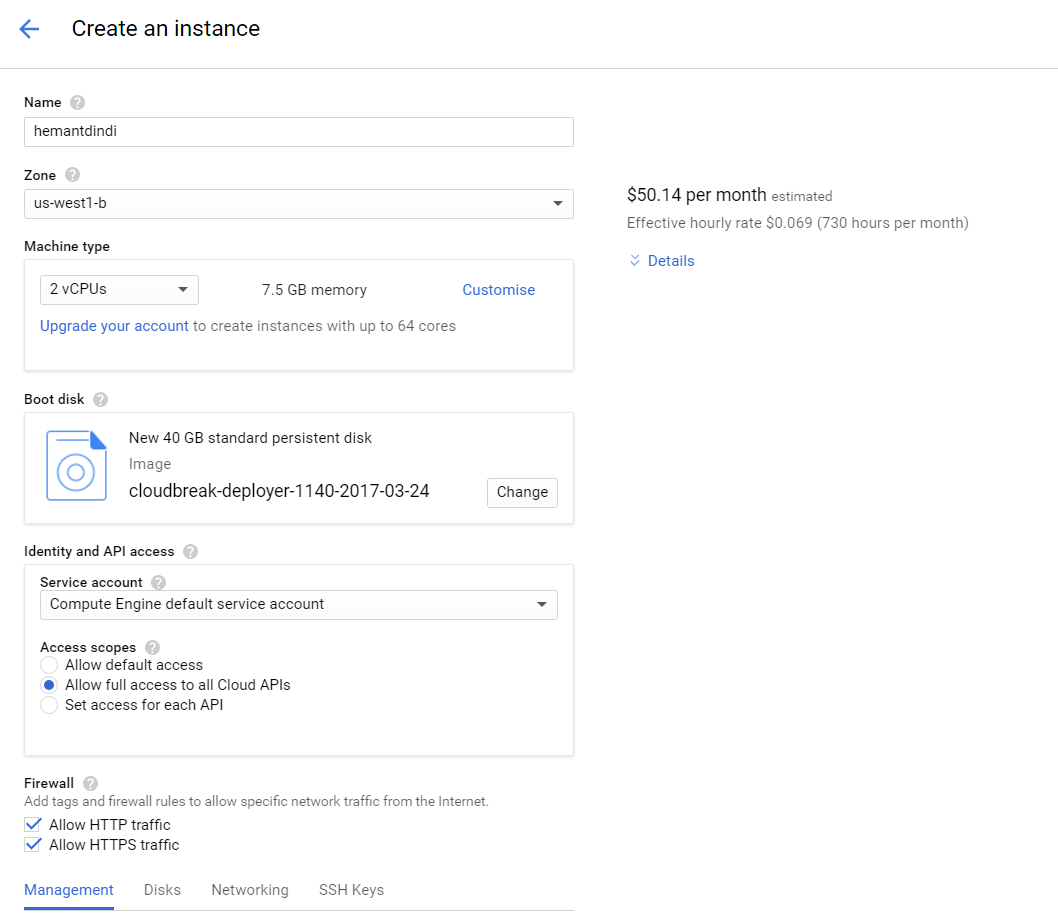 Create an instance
Name
hemantdindi
Zone
us-west1-b
$50.14 per month estimated
Effective hourly rate $0.069 (730 hours per month)
Details
Machine type
2 vCPUs 7.5 GB memory Customise
Upgrade your account to create instances with up to 64 cores
Boot disk
New 40 GB standard persistent disk
Image
cloudbreak-deployer-1140-2017-03-24
Change
Identity and API access
Service account
Compute Engine default service account
Access scopes
Allow default access
Allow full access to all Cloud APIs
Set access for each API
Firewall
Add tags and firewall rules to allow specific network traffic from the Internet.
Allow HTTP traffic
Allow HTTPS traffic
Management Disks Networking SSH Keys